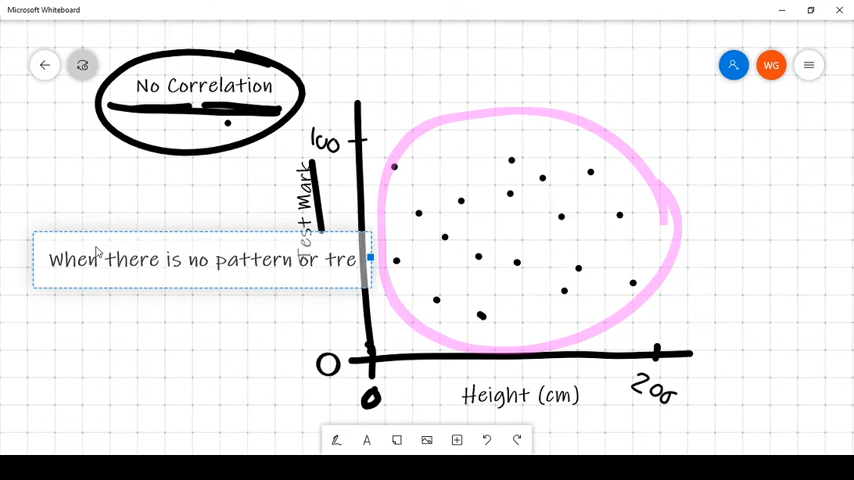 Microsoft Whiteboard
WG
No Correlation
100
Test Mark
When there is no pattern or tre
0
0
Height (cm)
200
A